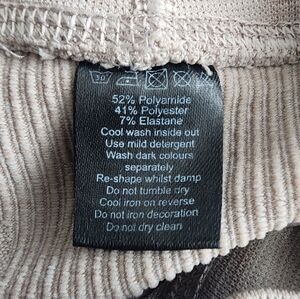 30
52% Polyamide
41% Polyester
7% Elastane
Cool wash inside out
Use mild detergent
Wash dark colours
separately
Re-shape whilst damp
Do not tumble dry
Cool iron on reverse
Do not iron decoration
Do not dry clean